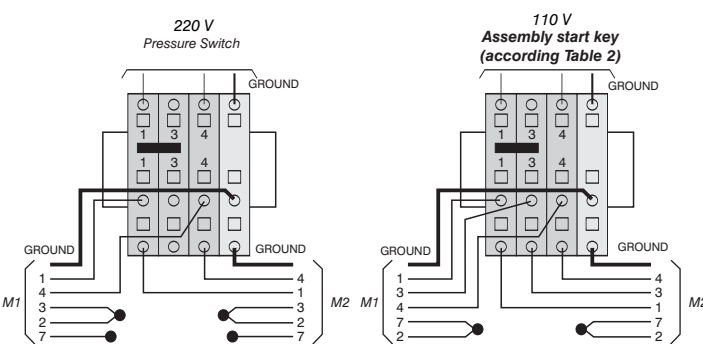 220 V
Pressure Switch
GROUND
1 3 4
1 3 4
GROUND
GROUND
M1
1
4
3
2
7
4
1
3
2
7
M2
110 V
Assembly start key
(according Table 2)
GROUND
1 3 4
1 3 4
GROUND
GROUND
M1
1
3
4
7
2
4
3
1
7
2
M2